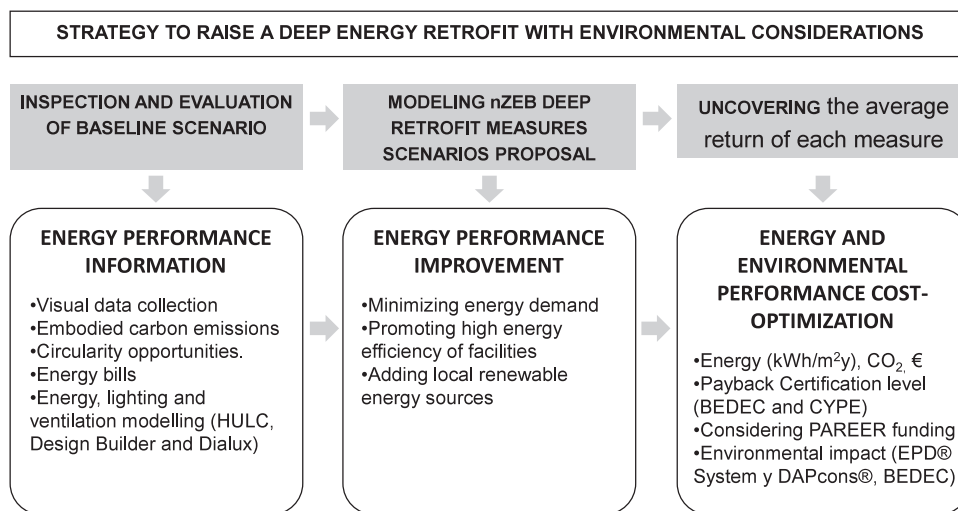 STRATEGY TO RAISE A DEEP ENERGY RETROFIT WITH ENVIRONMENTAL CONSIDERATIONS
INSPECTION AND EVALUATION
OF BASELINE SCENARIO
MODELING nZEB DEEP
RETROFIT MEASURES
SCENARIOS PROPOSAL
UNCOVERING the average
return of each measure
ENERGY PERFORMANCE
INFORMATION
•Visual data collection
•Embodied carbon emissions
•Circularity opportunities.
•Energy bills
•Energy, lighting and
ventilation modelling (HULC,
Design Builder and Dialux)
ENERGY PERFORMANCE
IMPROVEMENT
•Minimizing energy demand
•Promoting high energy
efficiency of facilities
•Adding local renewable
energy sources
ENERGY AND
ENVIRONMENTAL
PERFORMANCE COST-
OPTIMIZATION
•Energy (kWh/m²y), CO₂, €
•Payback Certification level
(BEDEC and CYPE)
•Considering PAREER funding
•Environmental impact (EPD®
System y DAPcons®, BEDEC)